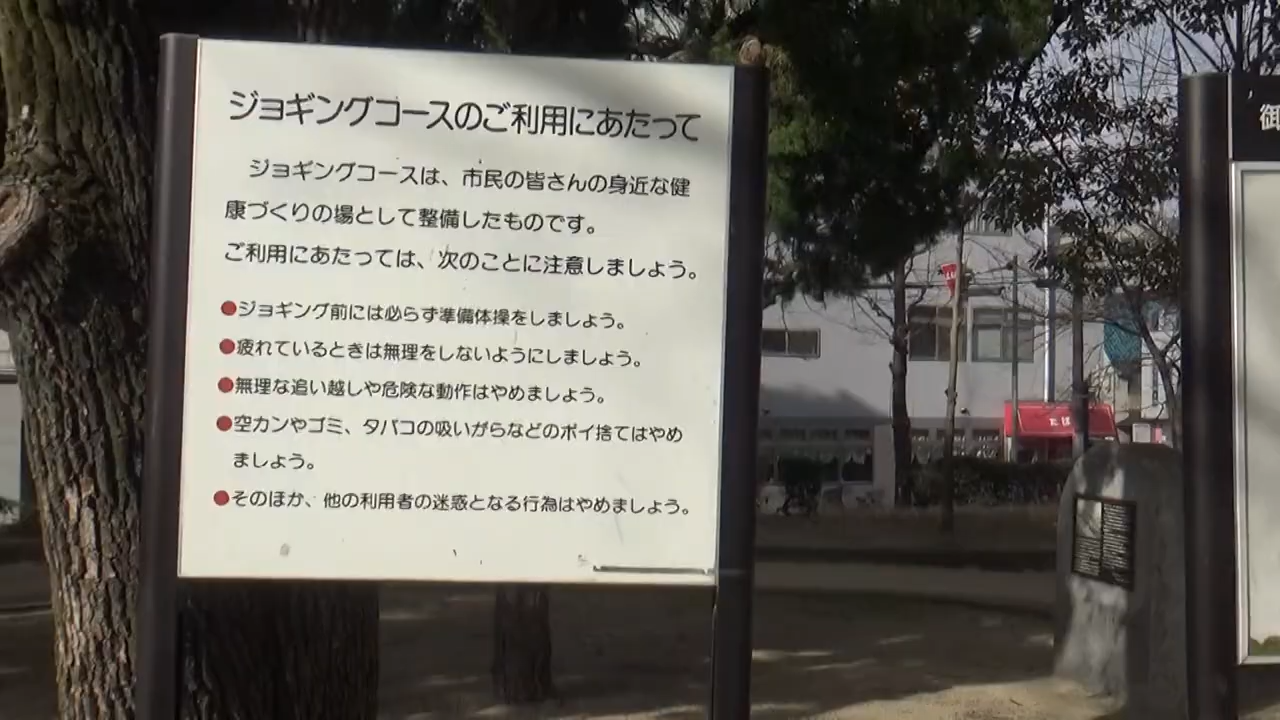 ジョギングコースのご利用にあたって
ジョギングコースは、市民の皆さんの身近な健
康づくりの場として整備したものです。
ご利用にあたっては、次のことに注意しましょう。
●ジョギング前には必らず準備体操をしましょう。
●疲れているときは無理をしないようにしましょう。
●無理な追い越しや危険な動作はやめましょう。
●空カンやゴミ、タバコの吸いがらなどのポイ捨てはやめ
ましょう。
●そのほか、他の利用者の迷惑となる行為はやめましょう。
御
たば